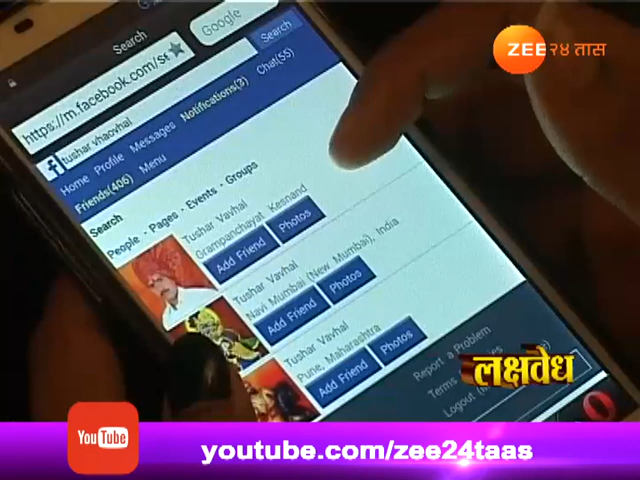 ZEE २४ तास
Google
Search
https://m.facebook.com/se
Search
tushar vhaovhal
Home Profile Messages Notifications(3) Chat(55)
Friends(406) Menu
Search
People · Pages · Events · Groups
Tushar Vavhal
Grampanchayat Kesnand
Add Friend Photos
Tushar Vavhal
Navi Mumbai (New Mumbai), India
Add Friend Photos
Tushar Vavhal
Pune, Maharashtra
Add Friend Photos
Report a Problem
Terms
Logout
लक्षवेध
YouTube
youtube.com/zee24taas